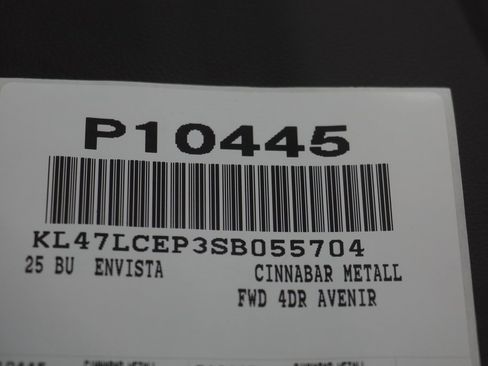 P10445
KL47LCEP3SB055704
25 BU ENVISTA CINNABAR METALL
FWD 4DR AVENIR